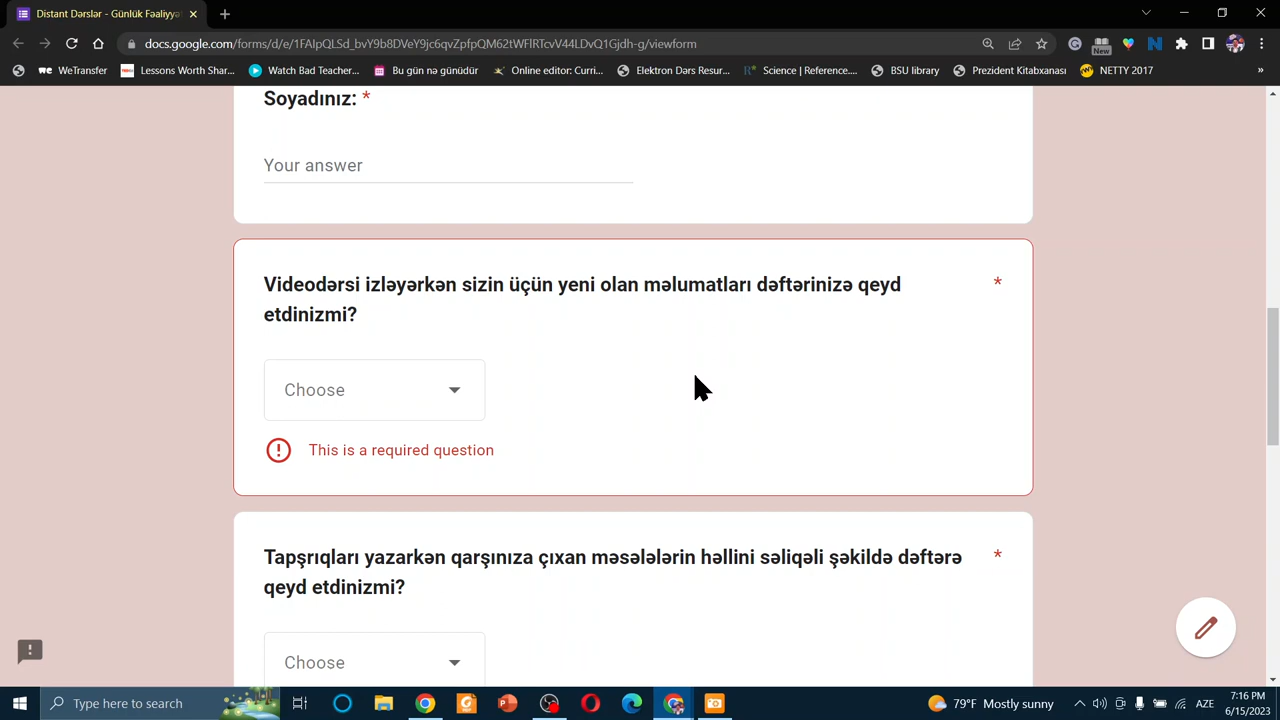 Distant Dərslər - Günlük Fəaliyyə
docs.google.com/forms/d/e/1FAIpQLSd_bvY9b8DVeY9jc6qvZpfpQM62tWFlRTcvV44LDvQ1Gjdh-g/viewform
New
WeTransfer
Lessons Worth Shar...
Watch Bad Teacher...
Bu gün nə günüdür
Online editor: Curri...
Elektron Dərs Resur...
Science | Reference....
BSU library
Prezident Kitabxanası
NETTY 2017
»
Soyadınız: *
Your answer
Videodərsi izləyərkən sizin üçün yeni olan məlumatları dəftərinizə qeyd *
etdinizmi?
Choose
This is a required question
Tapşrıqları yazarkən qarşınıza çıxan məsələlərin həllini səliqəli şəkildə dəftərə *
qeyd etdinizmi?
Choose
Type here to search
79°F Mostly sunny
AZE
7:16 PM
6/15/2023